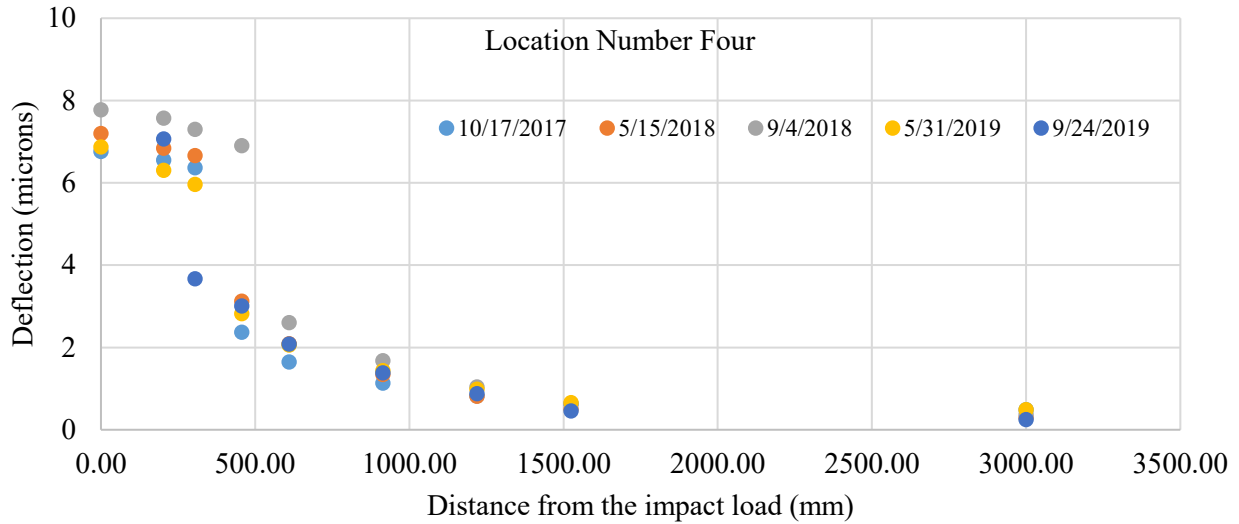 Location Number Four
10/17/2017 5/15/2018 9/4/2018 5/31/2019 9/24/2019
Deflection (microns)
10
8
6
4
2
0
0.00 500.00 1000.00 1500.00 2000.00 2500.00 3000.00 3500.00
Distance from the impact load (mm)